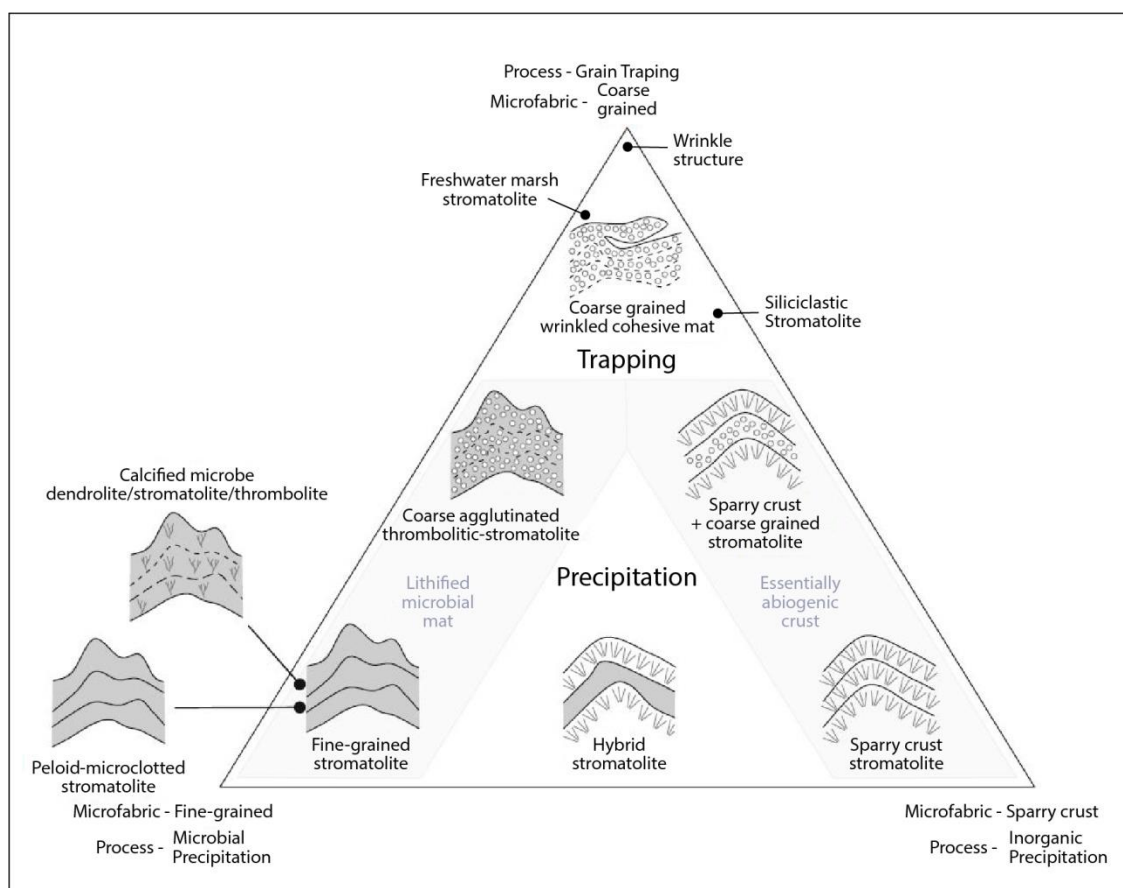 Process - Grain Traping
Microfabric - Coarse
grained
Wrinkle
structure
Freshwater marsh
stromatolite
Coarse grained
wrinkled cohesive mat
Siliciclastic
Stromatolite
Trapping
Calcified microbe
dendrolite/stromatolite/thrombolite
Coarse agglutinated
thrombolitic-stromatolite
Sparry crust
+ coarse grained
stromatolite
Precipitation
Lithified
microbial
mat
Essentially
abiogenic
crust
Peloid-microclotted
stromatolite
Fine-grained
stromatolite
Hybrid
stromatolite
Sparry crust
stromatolite
Microfabric - Fine-grained
Process - Microbial
Precipitation
Microfabric - Sparry crust
Process - Inorganic
Precipitation